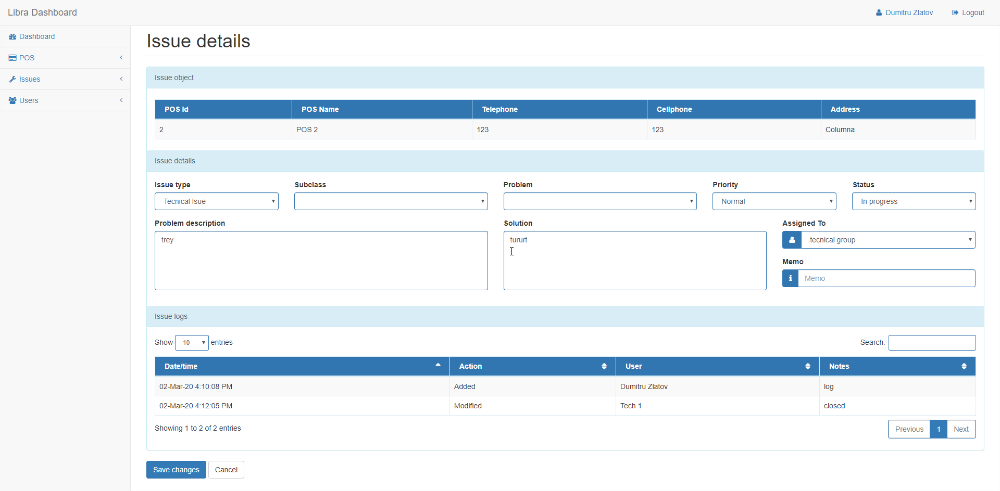 Libra Dashboard
Dumitru Zlatov Logout
Dashboard
POS
Issues
Users
Issue details
Issue object
POS Id POS Name Telephone Cellphone Address
2 POS 2 123 123 Columna
Issue details
Issue type Subclass Problem Priority Status
Tecnical Isue Normal In progress
Problem description Solution Assigned To
trey tururt tecnical group
Memo
Memo
Issue logs
Show 10 entries Search:
Date/time Action User Notes
02-Mar-20 4:10:08 PM Added Dumitru Zlatov log
02-Mar-20 4:12:05 PM Modified Tech 1 closed
Showing 1 to 2 of 2 entries Previous 1 Next
Save changes Cancel